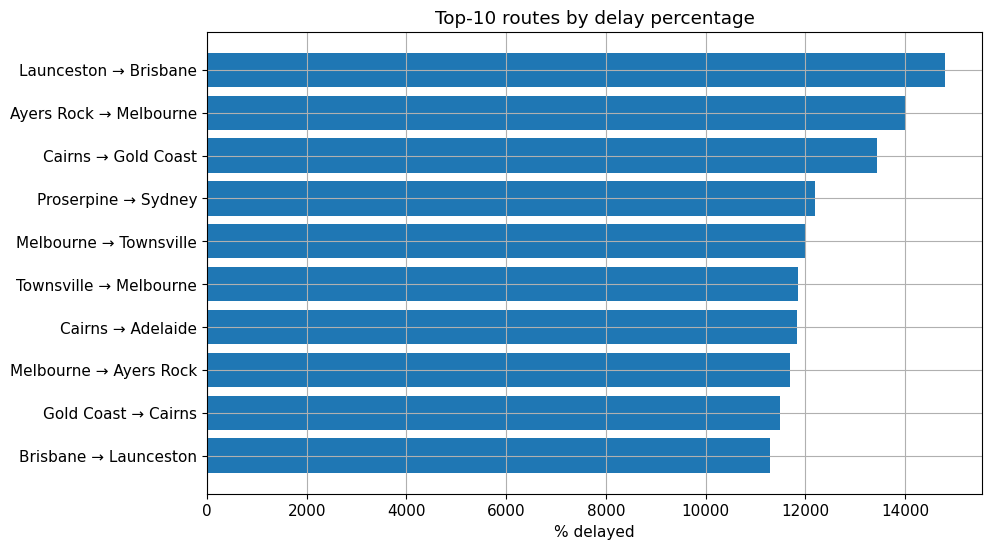 Top-10 routes by delay percentage
Launceston → Brisbane
Ayers Rock → Melbourne
Cairns → Gold Coast
Proserpine → Sydney
Melbourne → Townsville
Townsville → Melbourne
Cairns → Adelaide
Melbourne → Ayers Rock
Gold Coast → Cairns
Brisbane → Launceston
0 2000 4000 6000 8000 10000 12000 14000
% delayed